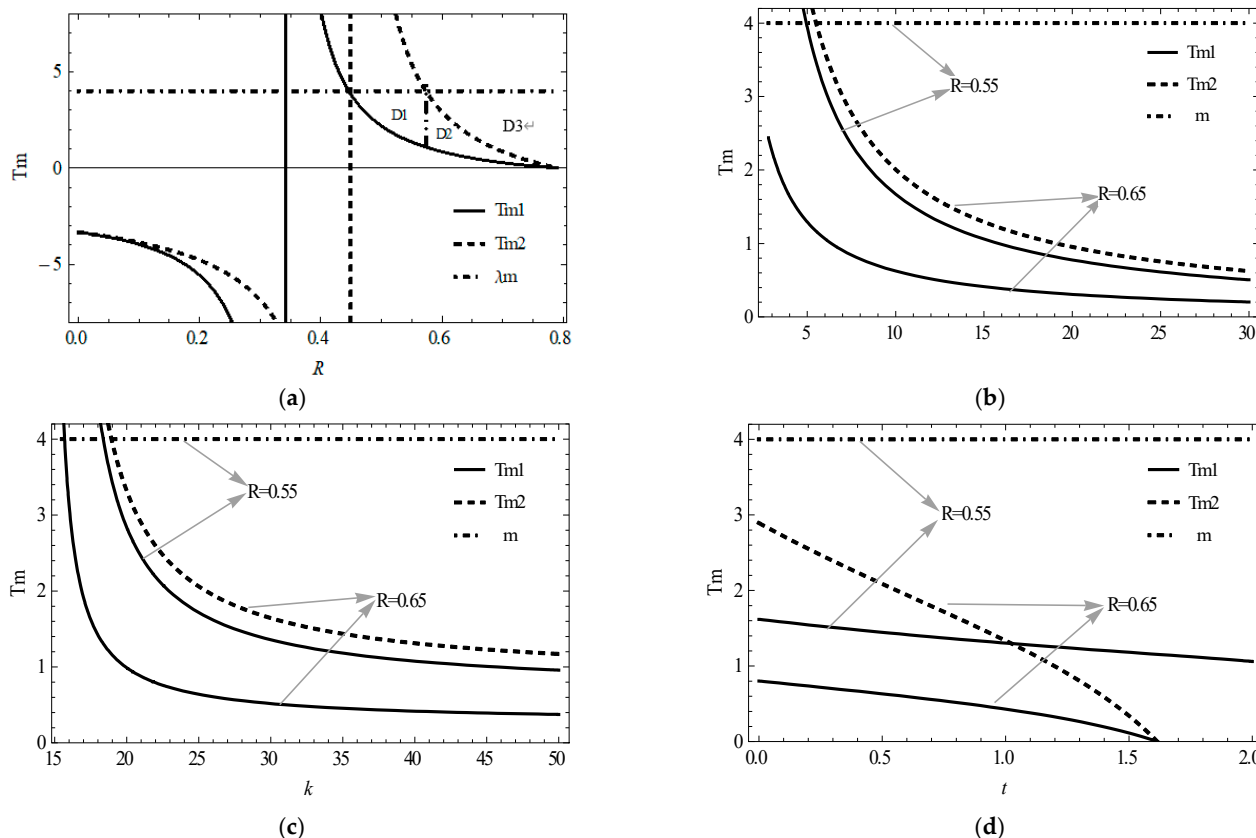 5
0
−5
Tm
0.0 0.2 0.4 0.6 0.8
R
D1
D2
D3↵
Tm1
Tm2
λm
(a)
4
3
2
1
0
Tm
5 10 15 20 25 30
R=0.55
R=0.65
Tm1
Tm2
m
(b)
4
3
2
1
0
Tm
15 20 25 30 35 40 45 50
k
R=0.55
R=0.65
Tm1
Tm2
m
(c)
4
3
2
1
0
Tm
0.0 0.5 1.0 1.5 2.0
t
R=0.55
R=0.65
Tm1
Tm2
m
(d)